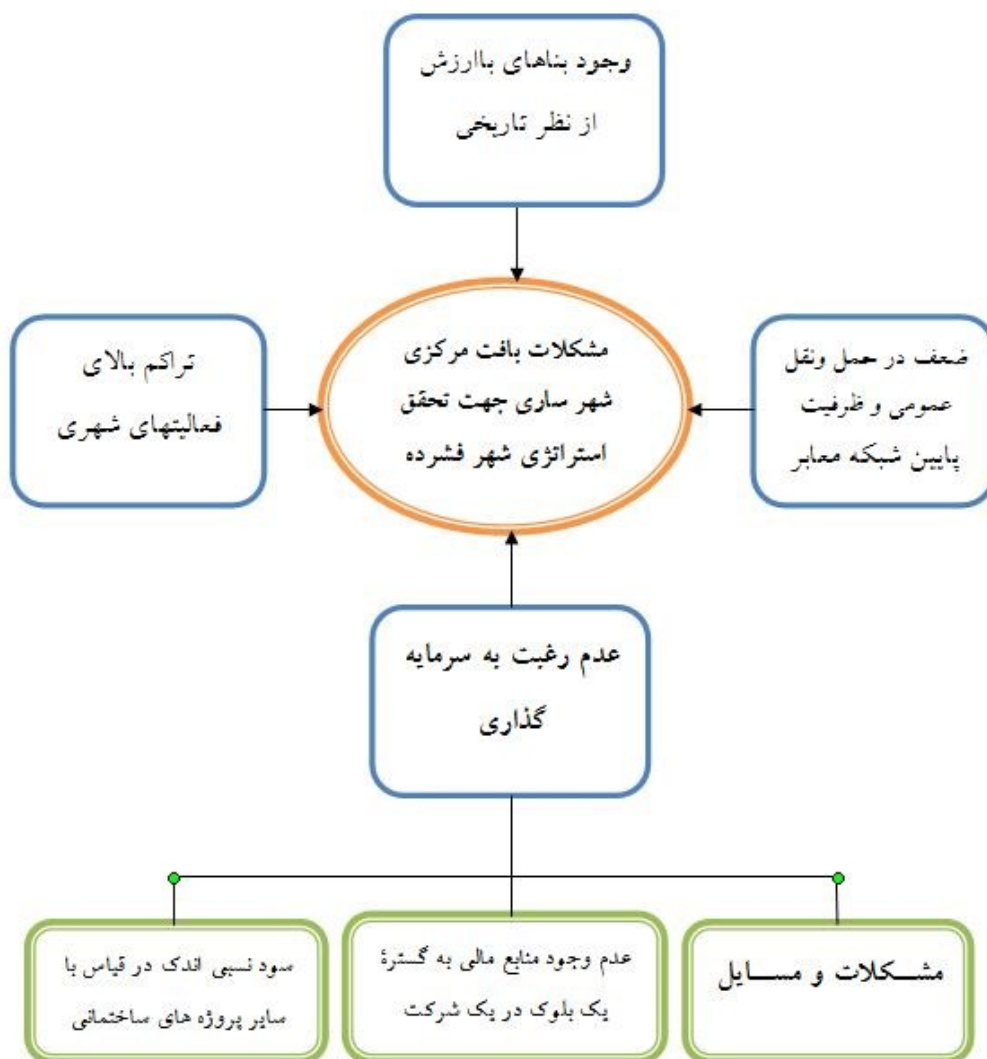 وجود بناهای باارزش
از نظر تاریخی
ضعف در حمل ونقل
عمومی و ظرفیت
پایین شبکه معابر
مشکلات بافت مرکزی
شهر ساری جهت تحقق
استراتژی شهر فشرده
تراکم بالای
فعالیتهای شهری
عدم رغبت به سرمایه
گذاری
مشـــکلات و مســـایل
عدم وجود منابع مالی به گسترهٔ
یک بلوک در یک شرکت
سود نسبی اندک در قیاس با
سایر پروژه های ساختمانی